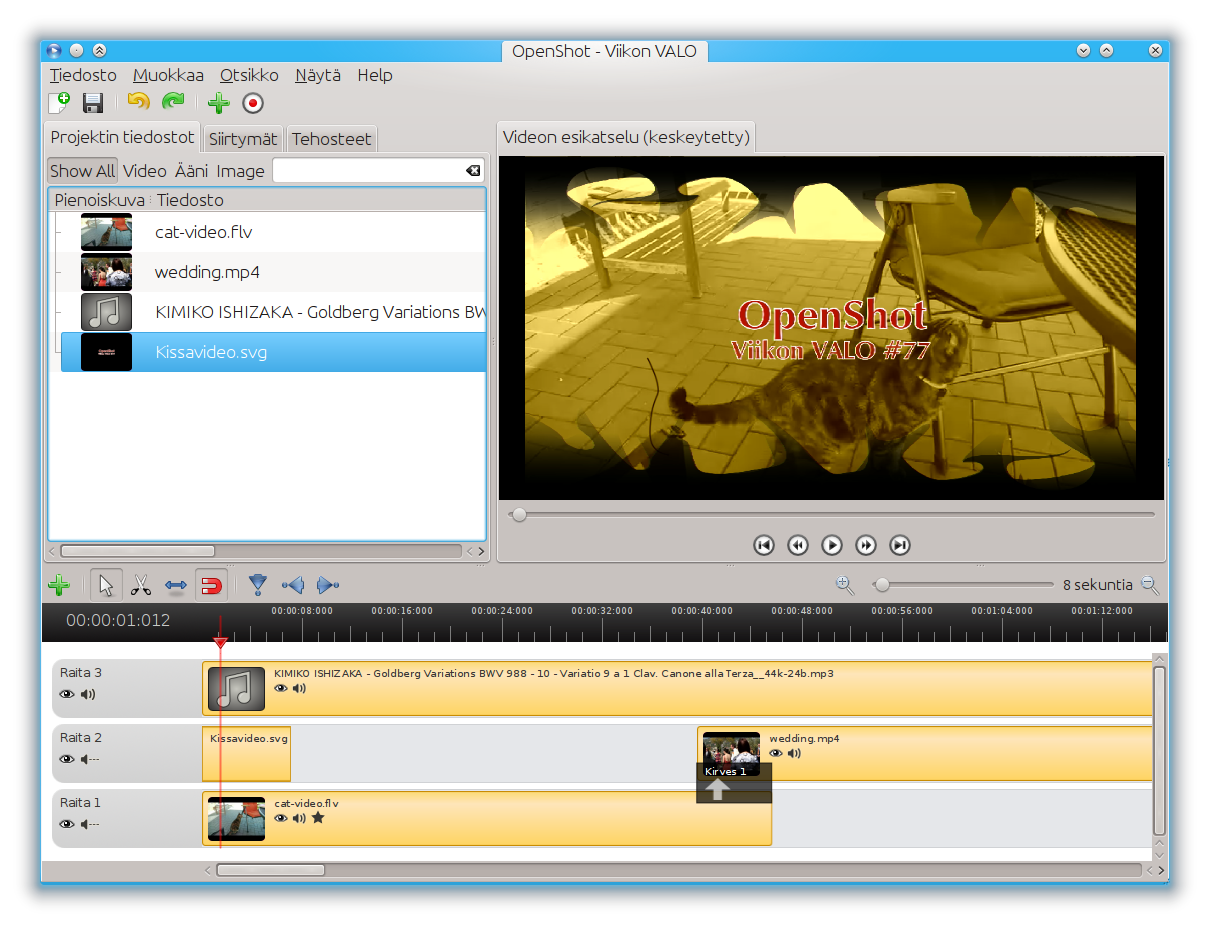 OpenShot - Viikon VALO
Tiedosto Muokkaa Otsikko Näytä Help
Projektin tiedostot Siirtymät Tehosteet
Show All Video Ääni Image
Pienoiskuva Tiedosto
cat-video.flv
wedding.mp4
KIMIKO ISHIZAKA - Goldberg Variations BW
Kissavideo.svg
Videon esikatselu (keskeytetty)
OpenShot
Viikon VALO #77
8 sekuntia
00:00:01:012
00:00:08:000 00:00:16:000 00:00:24:000 00:00:32:000 00:00:40:000 00:00:48:000 00:00:56:000 00:01:04:000 00:01:12:000
Raita 3
KIMIKO ISHIZAKA - Goldberg Variations BWV 988 - 10 - Variatio 9 a 1 Clav. Canone alla Terza__44k-24b.mp3
Raita 2
Kissavideo.svg
wedding.mp4
Kirves 1
Raita 1
cat-video.flv
OpenShot